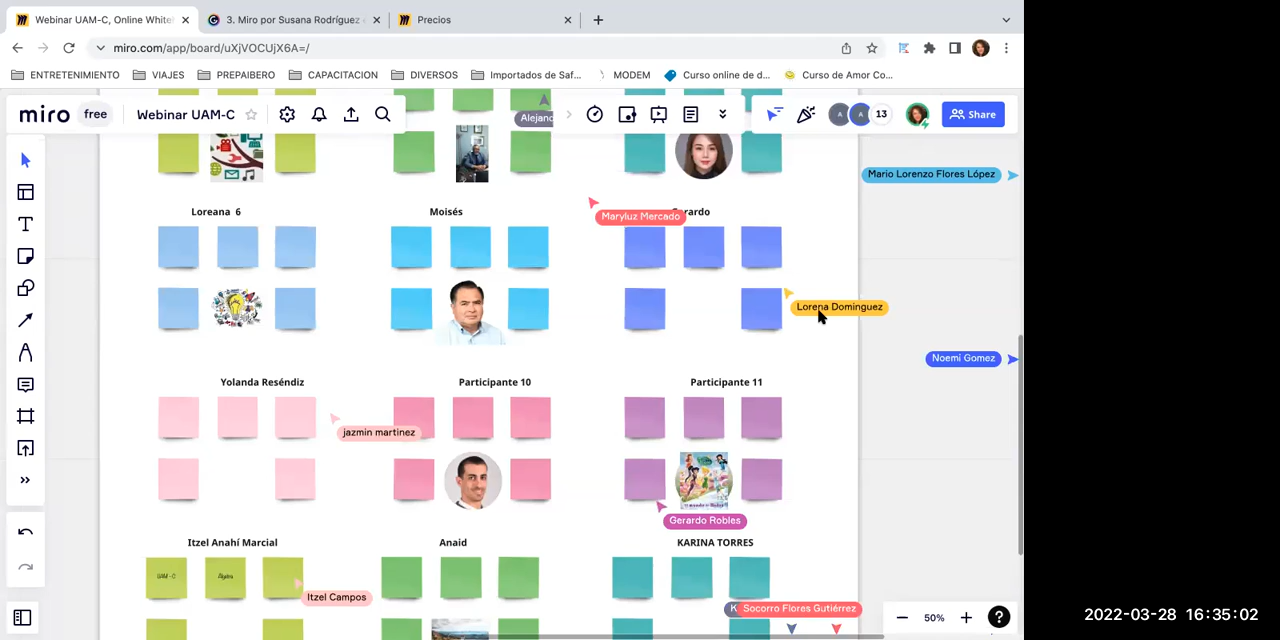 Webinar UAM-C, Online White
3. Miro por Susana Rodríguez
Precios
miro.com/app/board/uXjVOCUjX6A=/
ENTRETENIMIENTO
VIAJES
PREPAIBERO
CAPACITACION
DIVERSOS
Importados de Saf...
MODEM
Curso online de d...
Curso de Amor Co...
miro
free
Webinar UAM-C
Alejand
A
A
13
Share
Mario Lorenzo Flores López
Loreana 6
Moisés
Maryluz Mercado
Lorena Dominguez
Noemi Gomez
Yolanda Reséndiz
Participante 10
Participante 11
jazmin martinez
Gerardo Robles
Itzel Anahí Marcial
Anaid
KARINA TORRES
UAM -C
Álgebra
Itzel Campos
K
Socorro Flores Gutiérrez
50%
?
2022-03-28 16:35:02